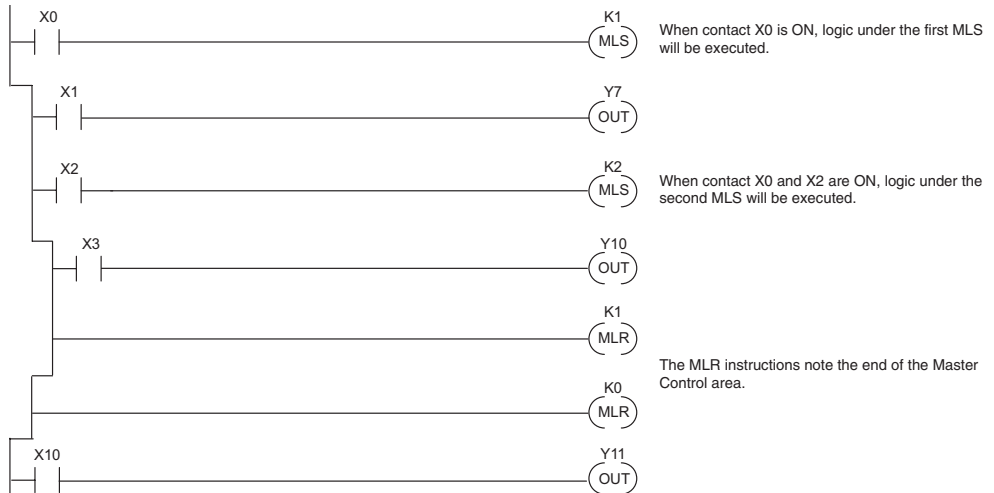 X0
K1
MLS
When contact X0 is ON, logic under the first MLS
will be executed.
X1
Y7
OUT
X2
K2
MLS
When contact X0 and X2 are ON, logic under the
second MLS will be executed.
X3
Y10
OUT
K1
MLR
The MLR instructions note the end of the Master
Control area.
K0
MLR
X10
Y11
OUT